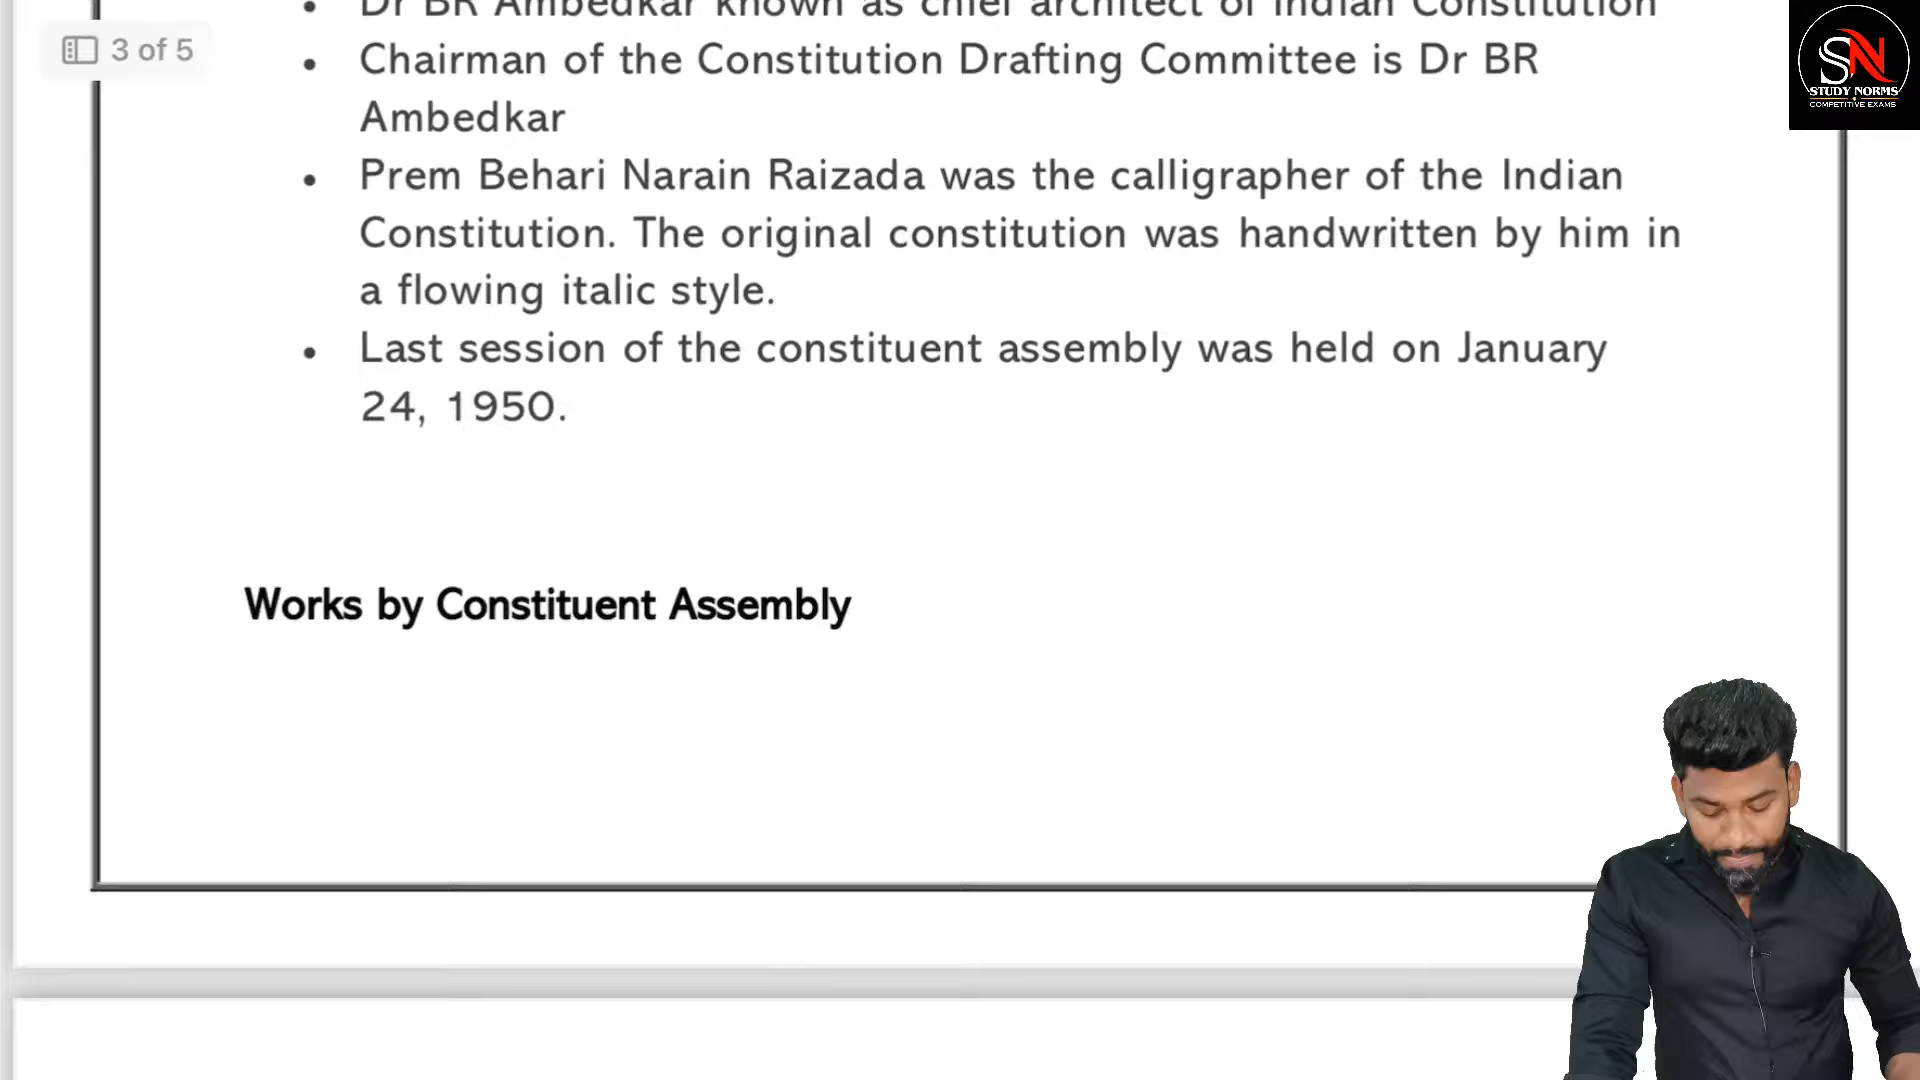 Dr BR Ambedkar known as chief architect of Indian Constitution
3 of 5
Chairman of the Constitution Drafting Committee is Dr BR
Ambedkar
Prem Behari Narain Raizada was the calligrapher of the Indian
Constitution. The original constitution was handwritten by him in
a flowing italic style.
Last session of the constituent assembly was held on January
24, 1950.
Works by Constituent Assembly
SN
STUDY NORMS
COMPETITIVE EXAMS